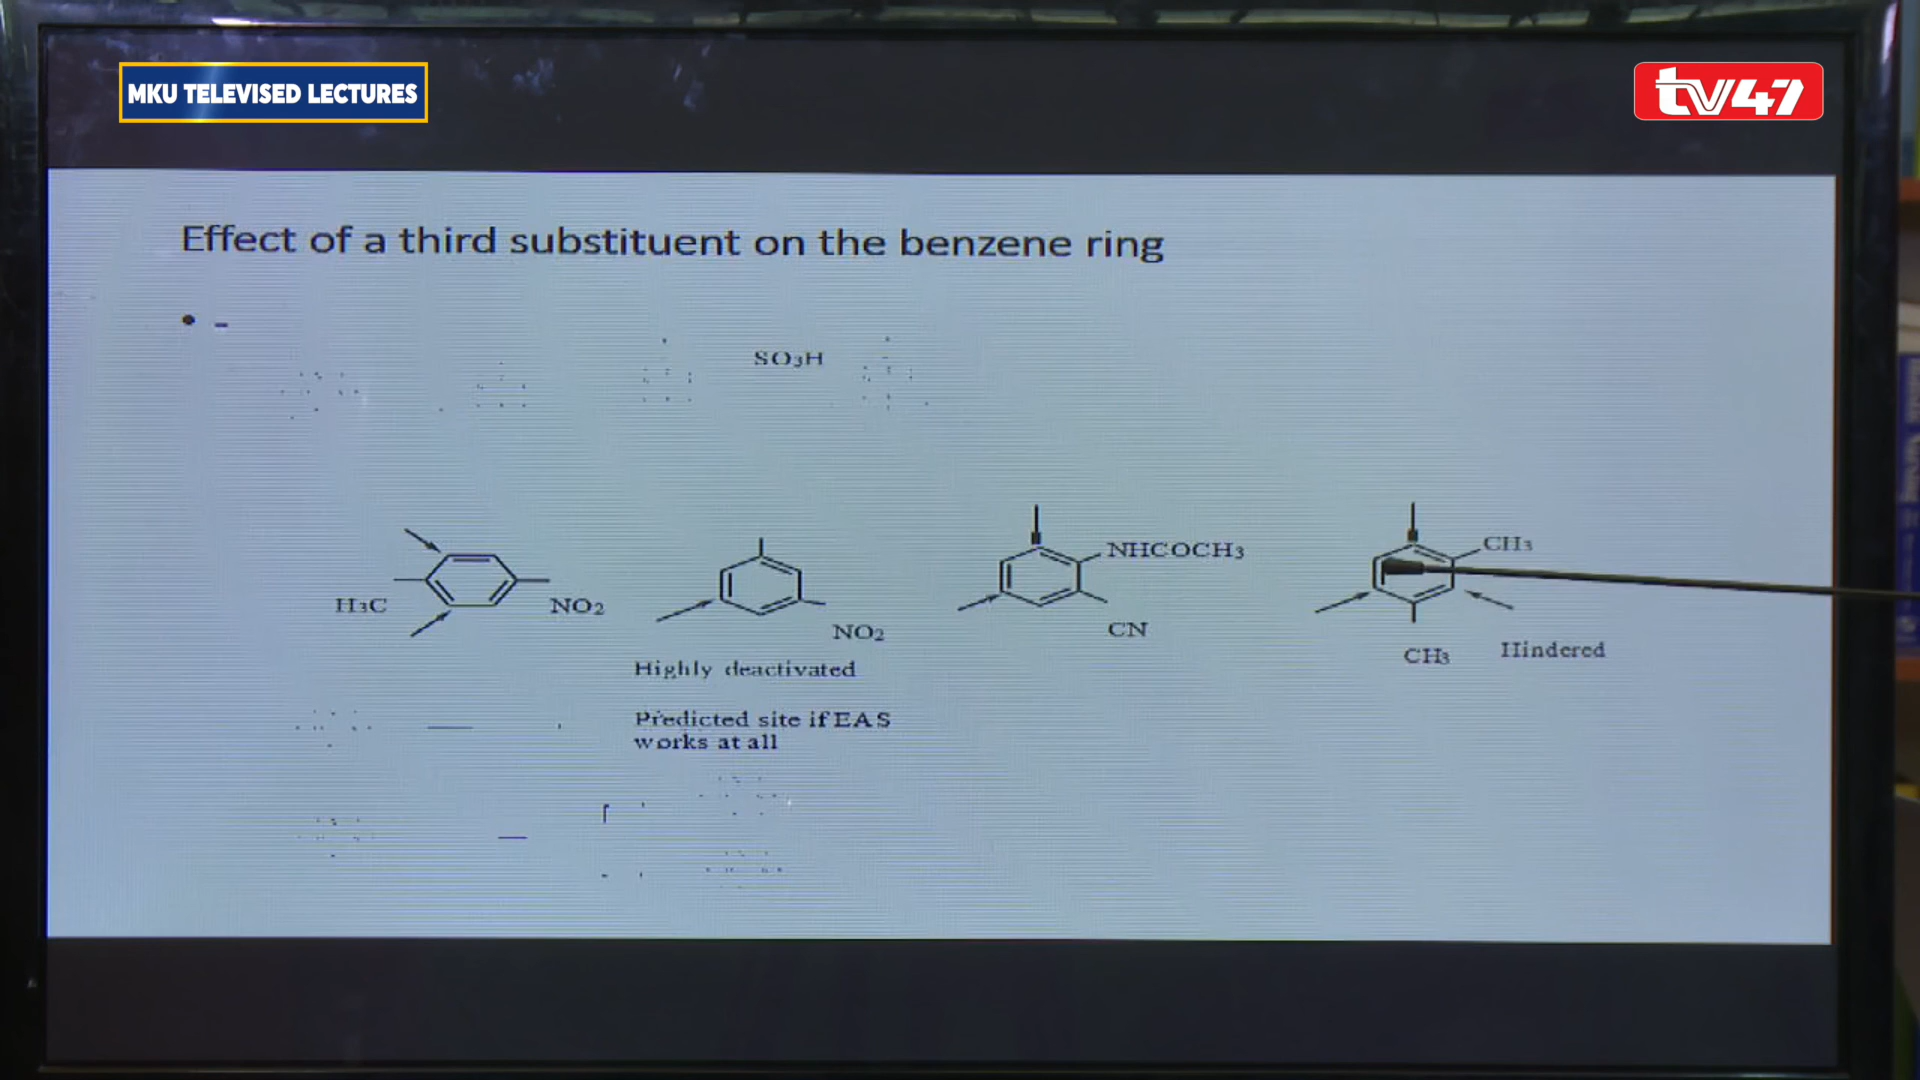 MKU TELEVISED LECTURES
tv47
Effect of a third substituent on the benzene ring
SO3H
H3C
NO2
NO2
Highly deactivated
Predicted site if EAS
works at all
NHCOCH3
CN
CH3
CH3
Hindered